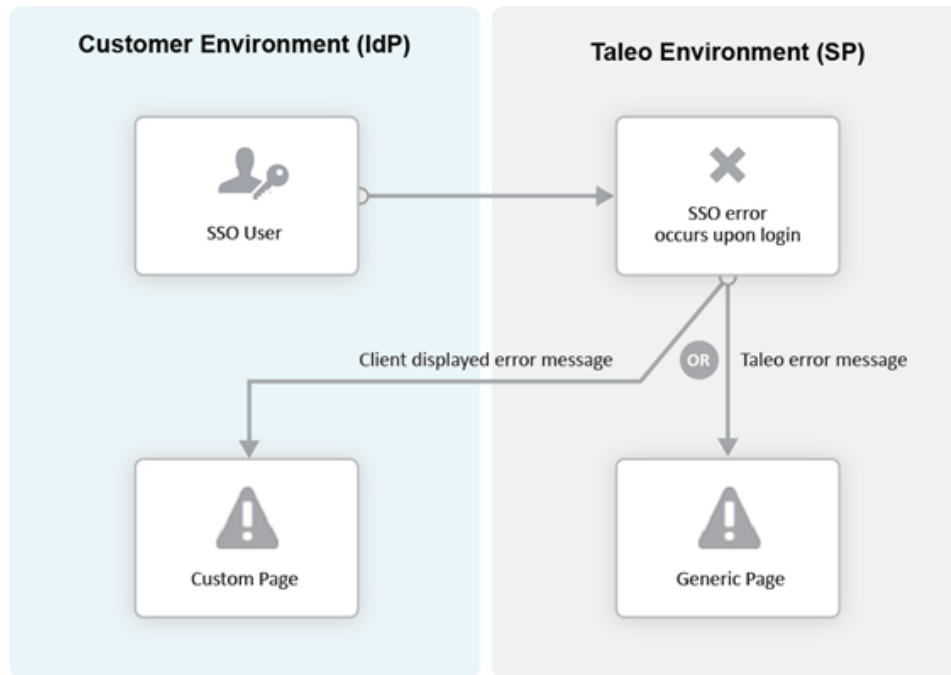 Customer Environment (IdP)
Taleo Environment (SP)
SSO User
SSO error
occurs upon login
Client displayed error message
OR
Taleo error message
Custom Page
Generic Page